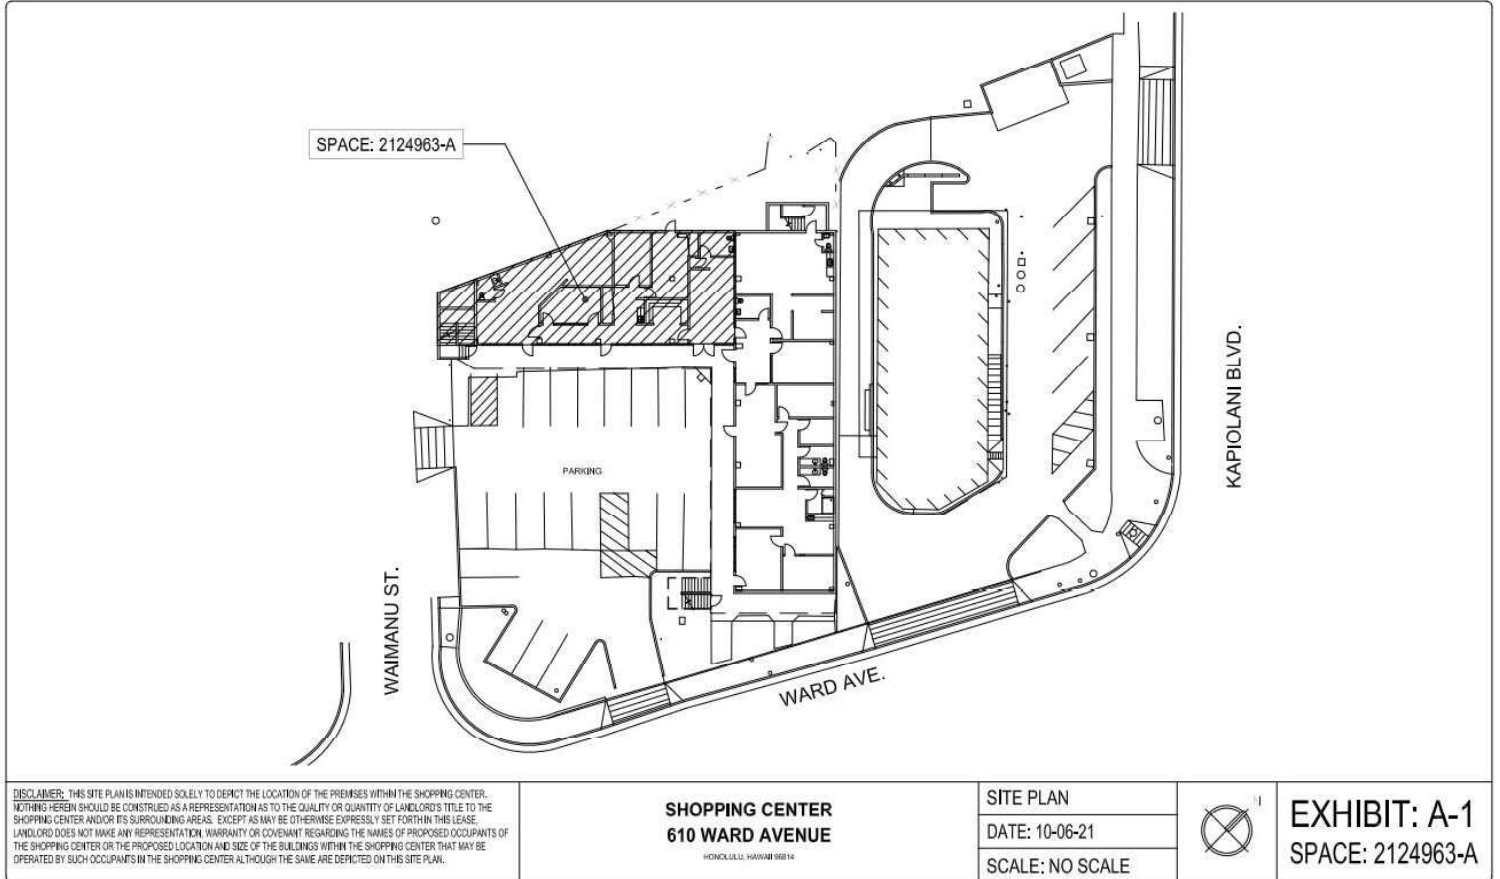 SPACE: 2124963-A
PARKING
WAIMANU ST.
WARD AVE.
KAPIOLANI BLVD.
DISCLAIMER: THIS SITE PLAN IS INTENDED SOLELY TO DEPICT THE LOCATION OF THE PREMISES WITHIN THE SHOPPING CENTER.
NOTHING HEREIN SHOULD BE CONSTRUED AS A REPRESENTATION AS TO THE QUALITY OR QUANTITY OF LANDLORD'S TITLE TO THE
SHOPPING CENTER AND/OR ITS SURROUNDING AREAS. EXCEPT AS MAY BE OTHERWISE EXPRESSLY SET FORTH IN THIS LEASE,
LANDLORD DOES NOT MAKE ANY REPRESENTATION, WARRANTY OR COVENANT REGARDING THE NAMES OF PROPOSED OCCUPANTS OF
THE SHOPPING CENTER OR THE PROPOSED LOCATION AND SIZE OF THE BUILDINGS WITHIN THE SHOPPING CENTER THAT MAY BE
OPERATED BY SUCH OCCUPANTS IN THE SHOPPING CENTER ALTHOUGH THE SAME ARE DEPICTED ON THIS SITE PLAN.
SHOPPING CENTER
610 WARD AVENUE
HONOLULU, HAWAII 96814
SITE PLAN
DATE: 10-06-21
SCALE: NO SCALE
N
EXHIBIT: A-1
SPACE: 2124963-A